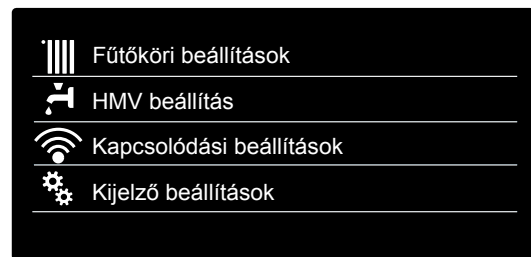 Fűtőköri beállítások
HMV beállítás
Kapcsolódási beállítások
Kijelző beállítások